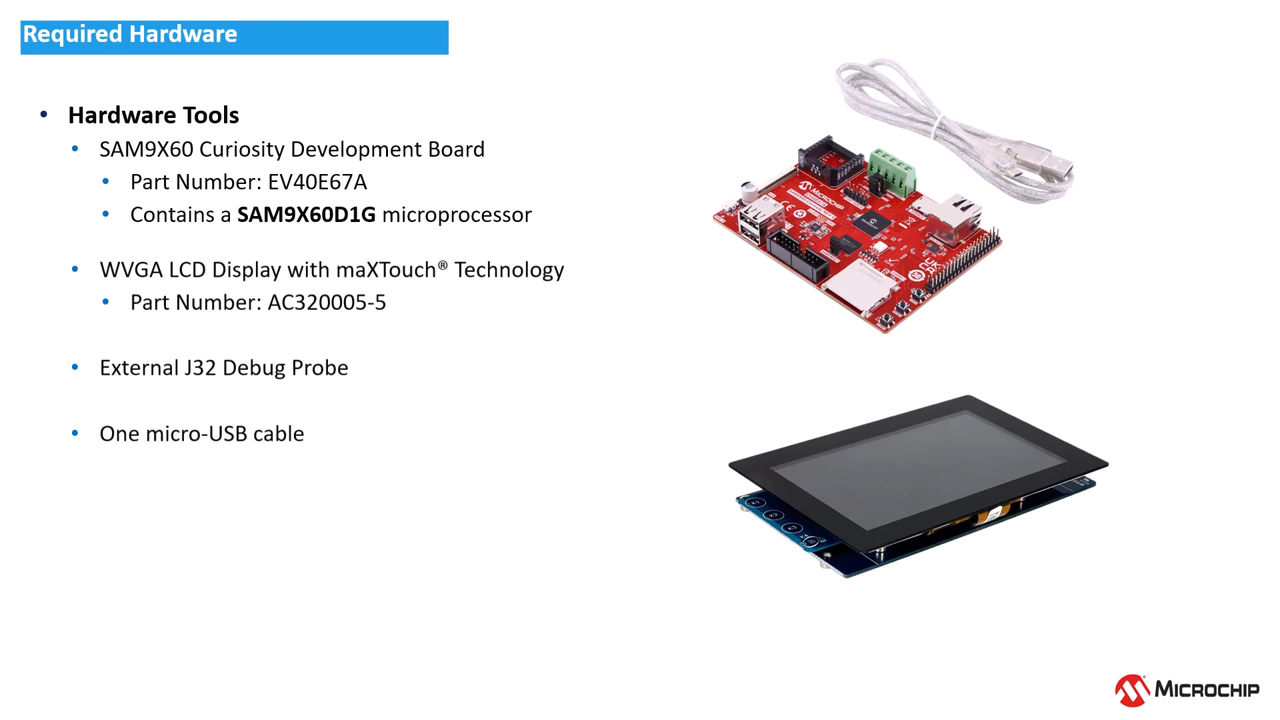 Required Hardware
• Hardware Tools
• SAM9X60 Curiosity Development Board
• Part Number: EV40E67A
• Contains a SAM9X60D1G microprocessor
• WVGA LCD Display with maXTouch® Technology
• Part Number: AC320005-5
• External J32 Debug Probe
• One micro-USB cable
MICROCHIP
MICROCHIP